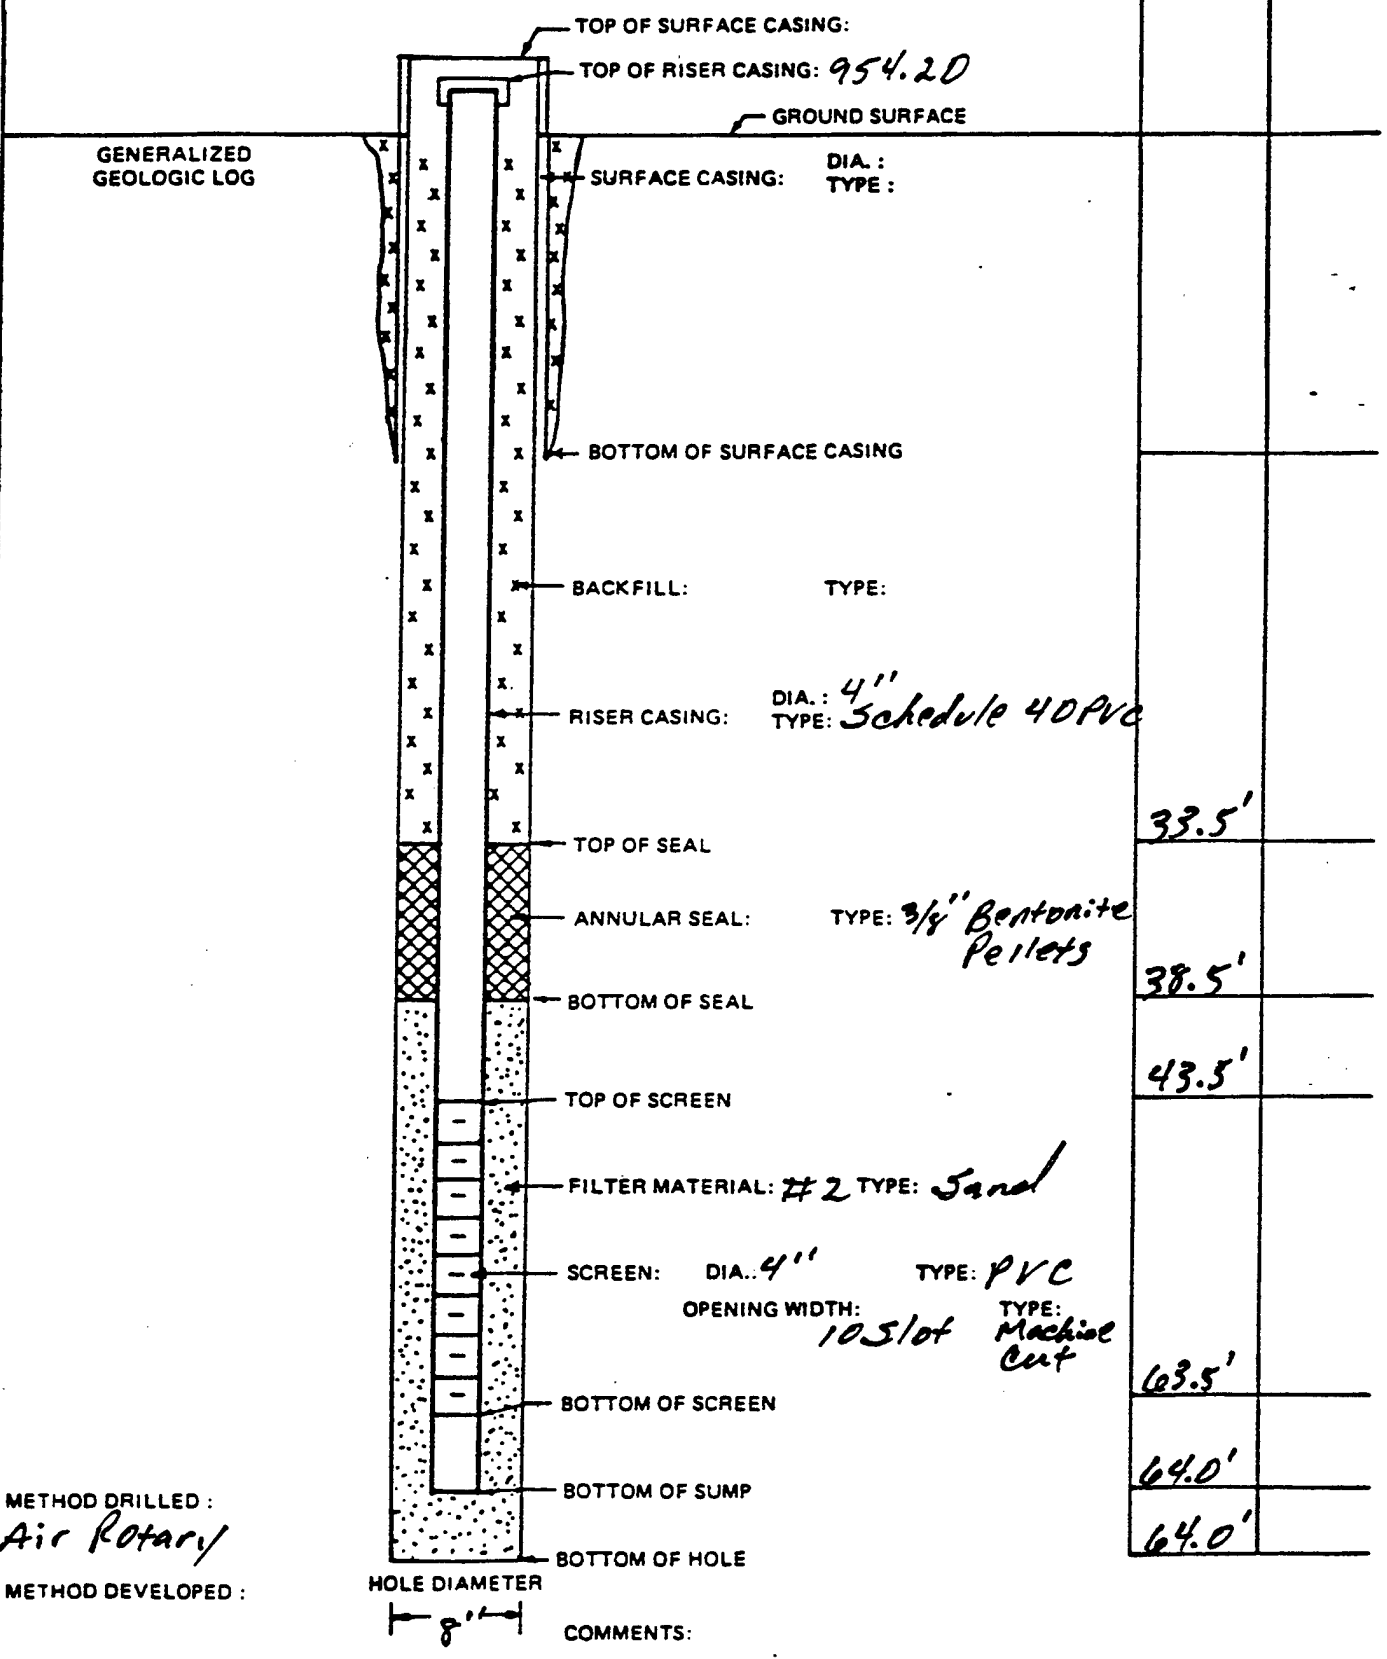 TOP OF SURFACE CASING:
TOP OF RISER CASING: 954.20
GROUND SURFACE
GENERALIZED
GEOLOGIC LOG
SURFACE CASING: DIA. :
TYPE :
BOTTOM OF SURFACE CASING
BACKFILL: TYPE:
RISER CASING: DIA. : 4"
TYPE: Schedule 40 PVC
33.5'
TOP OF SEAL
ANNULAR SEAL: TYPE: 3/8" Bentonite
Pellets
38.5'
BOTTOM OF SEAL
43.5'
TOP OF SCREEN
FILTER MATERIAL: #2 TYPE: Sand
SCREEN: DIA.: 4" TYPE: PVC
OPENING WIDTH: TYPE:
10 Slot Machine
Cut
63.5'
BOTTOM OF SCREEN
64.0'
BOTTOM OF SUMP
METHOD DRILLED :
Air Rotary
64.0'
BOTTOM OF HOLE
HOLE DIAMETER
METHOD DEVELOPED :
8"
COMMENTS: